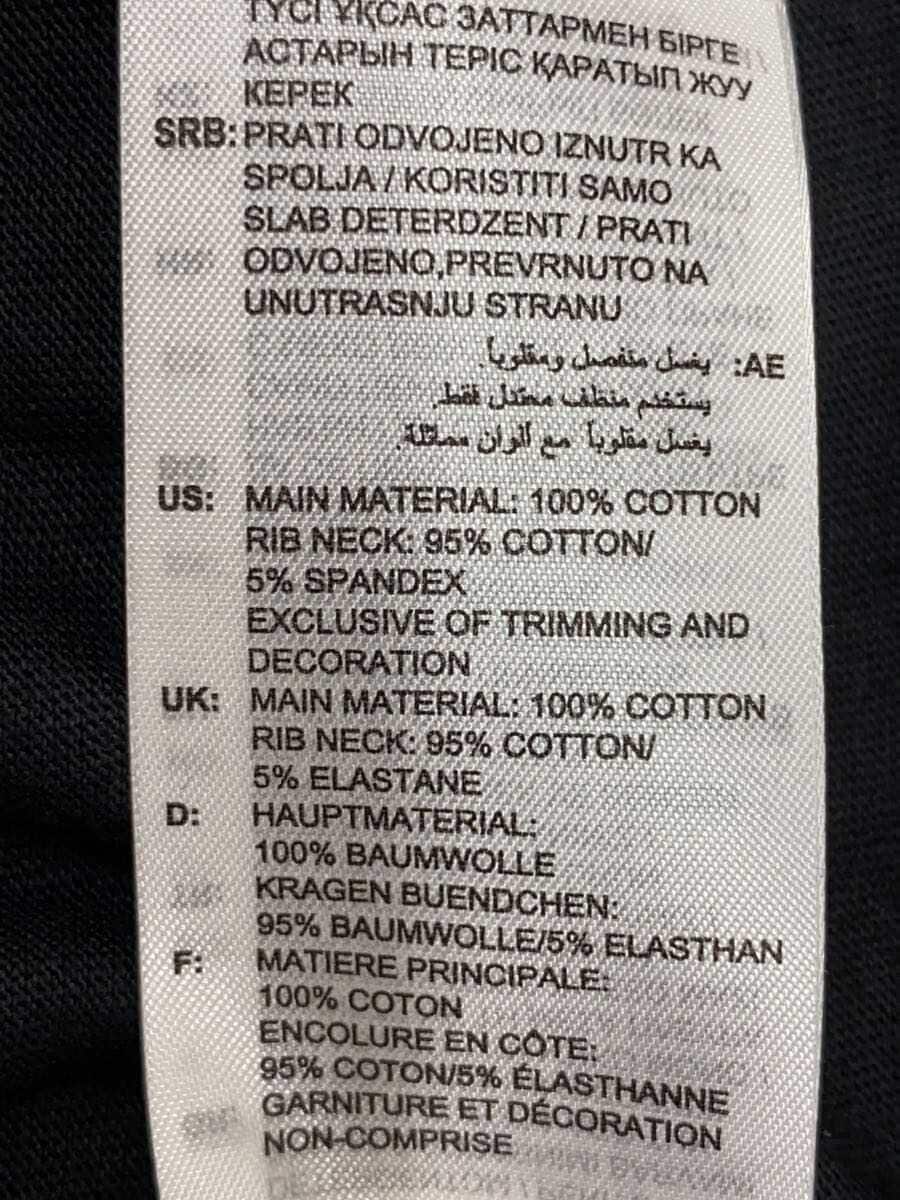 ТҮСІ ҰҚСАС ЗАТТАРМЕН БІРГЕ
АСТАРЫН ТЕРІС ҚАРАТЫП ЖУУ
КЕРЕК
SRB: PRATI ODVOJENO IZNUTR KA
SPOLJA / KORISTITI SAMO
SLAB DETERDZENT / PRATI
ODVOJENO,PREVRNUTO NA
UNUTRASNJU STRANU
AE: يغسل منفصل ومقلوباً.
يستخدم منظف معتدل فقط.
يغسل مقلوباً مع ألوان مماثلة.
US: MAIN MATERIAL: 100% COTTON
RIB NECK: 95% COTTON/
5% SPANDEX
EXCLUSIVE OF TRIMMING AND
DECORATION
UK: MAIN MATERIAL: 100% COTTON
RIB NECK: 95% COTTON/
5% ELASTANE
D: HAUPTMATERIAL:
100% BAUMWOLLE
KRAGEN BUENDCHEN:
95% BAUMWOLLE/5% ELASTHAN
F: MATIERE PRINCIPALE:
100% COTON
ENCOLURE EN CÔTE:
95% COTON/5% ÉLASTHANNE
GARNITURE ET DÉCORATION
NON-COMPRISE